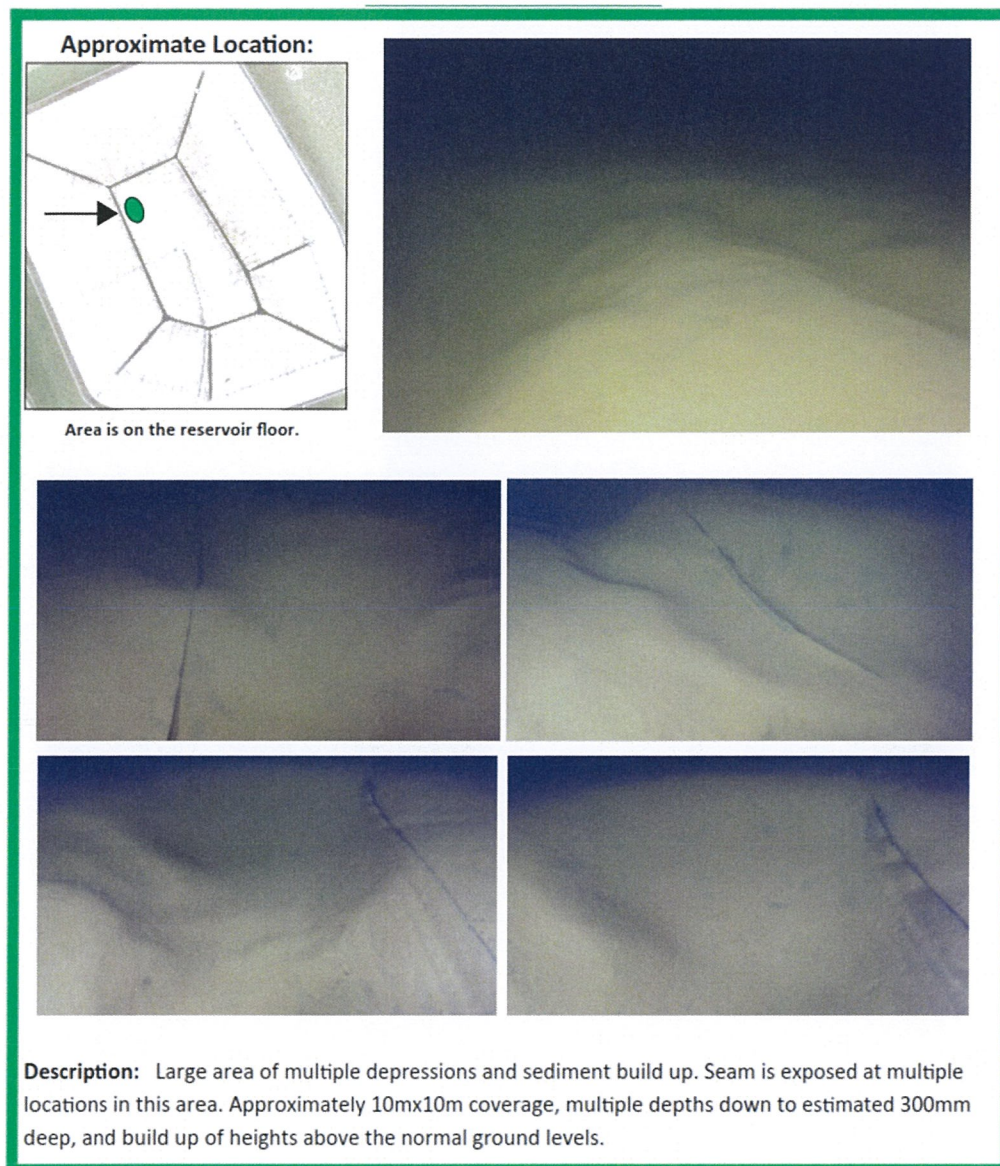 Approximate Location:
Area is on the reservoir floor.
Description: Large area of multiple depressions and sediment build up. Seam is exposed at multiple
locations in this area. Approximately 10mx10m coverage, multiple depths down to estimated 300mm
deep, and build up of heights above the normal ground levels.